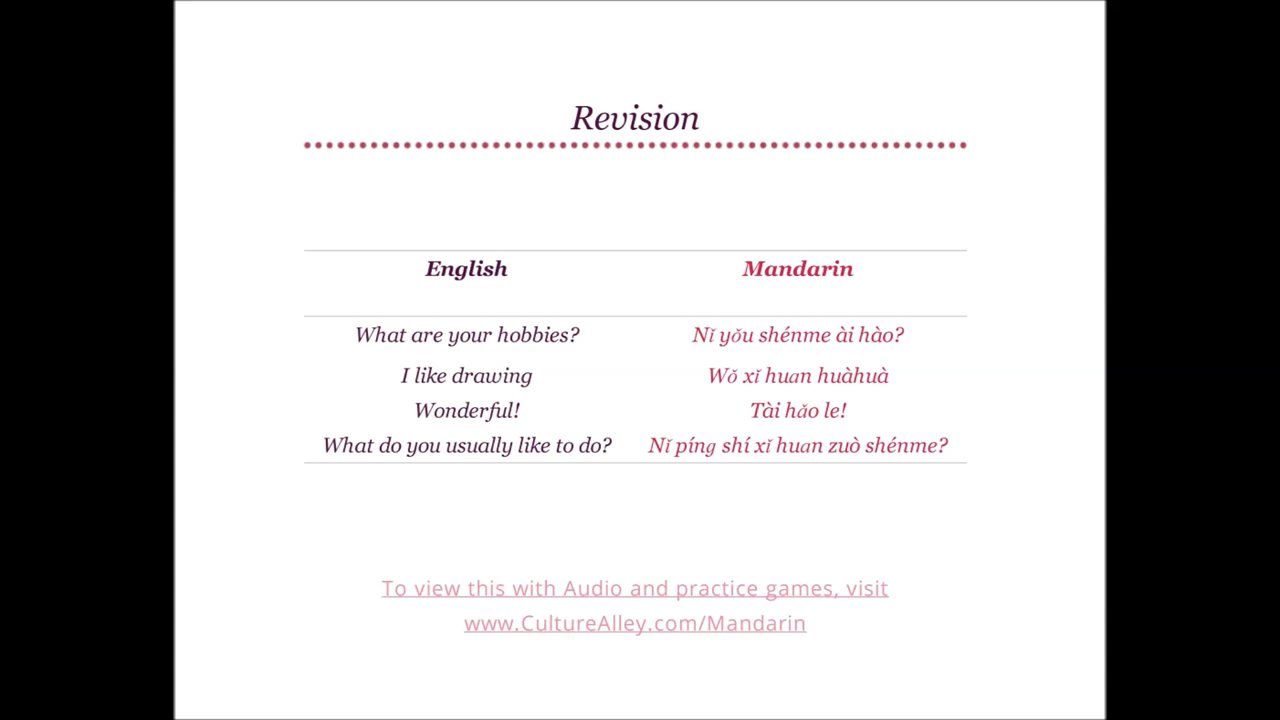 Revision
English Mandarin
What are your hobbies? Nǐ yǒu shénme ài hào?
I like drawing Wǒ xǐ huan huàhuà
Wonderful! Tài hǎo le!
What do you usually like to do? Nǐ píng shí xǐ huan zuò shénme?
To view this with Audio and practice games, visit
www.CultureAlley.com/Mandarin